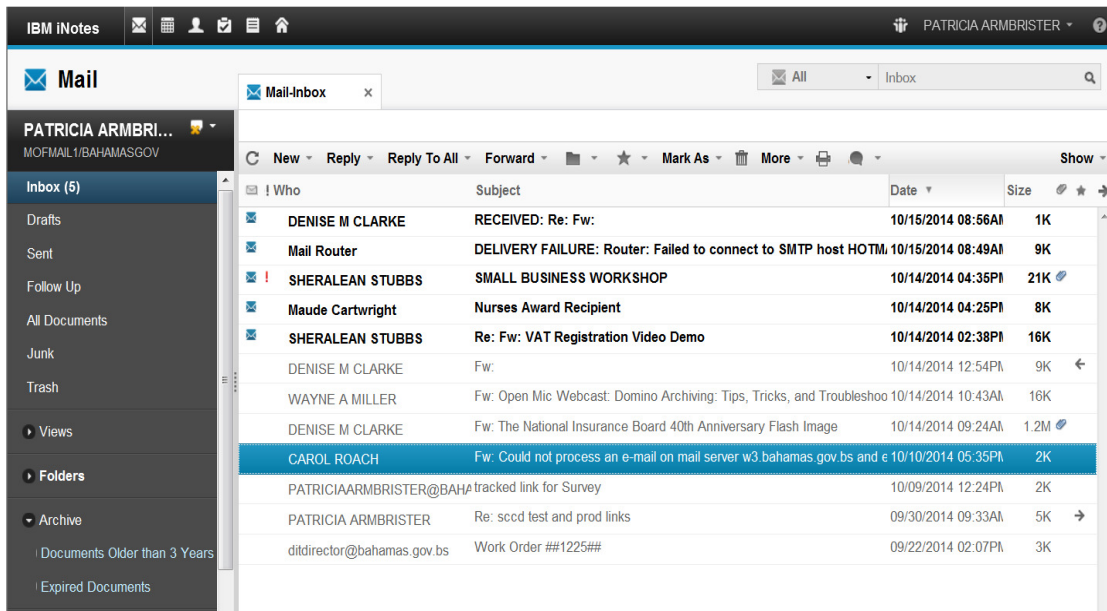 IBM iNotes PATRICIA ARMBRISTER
Mail All Inbox
Mail-Inbox ×
PATRICIA ARMBRI...
MOFMAIL1/BAHAMASGOV
New Reply Reply To All Forward Mark As More Show
Inbox (5)
Drafts
Sent
Follow Up
All Documents
Junk
Trash
Views
Folders
Archive
Documents Older than 3 Years
Expired Documents
! Who Subject Date Size
DENISE M CLARKE RECEIVED: Re: Fw: 10/15/2014 08:56AM 1K
Mail Router DELIVERY FAILURE: Router: Failed to connect to SMTP host HOTM 10/15/2014 08:49AM 9K
! SHERALEAN STUBBS SMALL BUSINESS WORKSHOP 10/14/2014 04:35PM 21K
Maude Cartwright Nurses Award Recipient 10/14/2014 04:25PM 8K
SHERALEAN STUBBS Re: Fw: VAT Registration Video Demo 10/14/2014 02:38PM 16K
DENISE M CLARKE Fw: 10/14/2014 12:54PM 9K
WAYNE A MILLER Fw: Open Mic Webcast: Domino Archiving: Tips, Tricks, and Troubleshoo 10/14/2014 10:43AM 16K
DENISE M CLARKE Fw: The National Insurance Board 40th Anniversary Flash Image 10/14/2014 09:24AM 1.2M
CAROL ROACH Fw: Could not process an e-mail on mail server w3.bahamas.gov.bs and e 10/10/2014 05:35PM 2K
PATRICIAARMBRISTER@BAHA tracked link for Survey 10/09/2014 12:24PM 2K
PATRICIA ARMBRISTER Re: sccd test and prod links 09/30/2014 09:33AM 5K
ditdirector@bahamas.gov.bs Work Order ##1225## 09/22/2014 02:07PM 3K